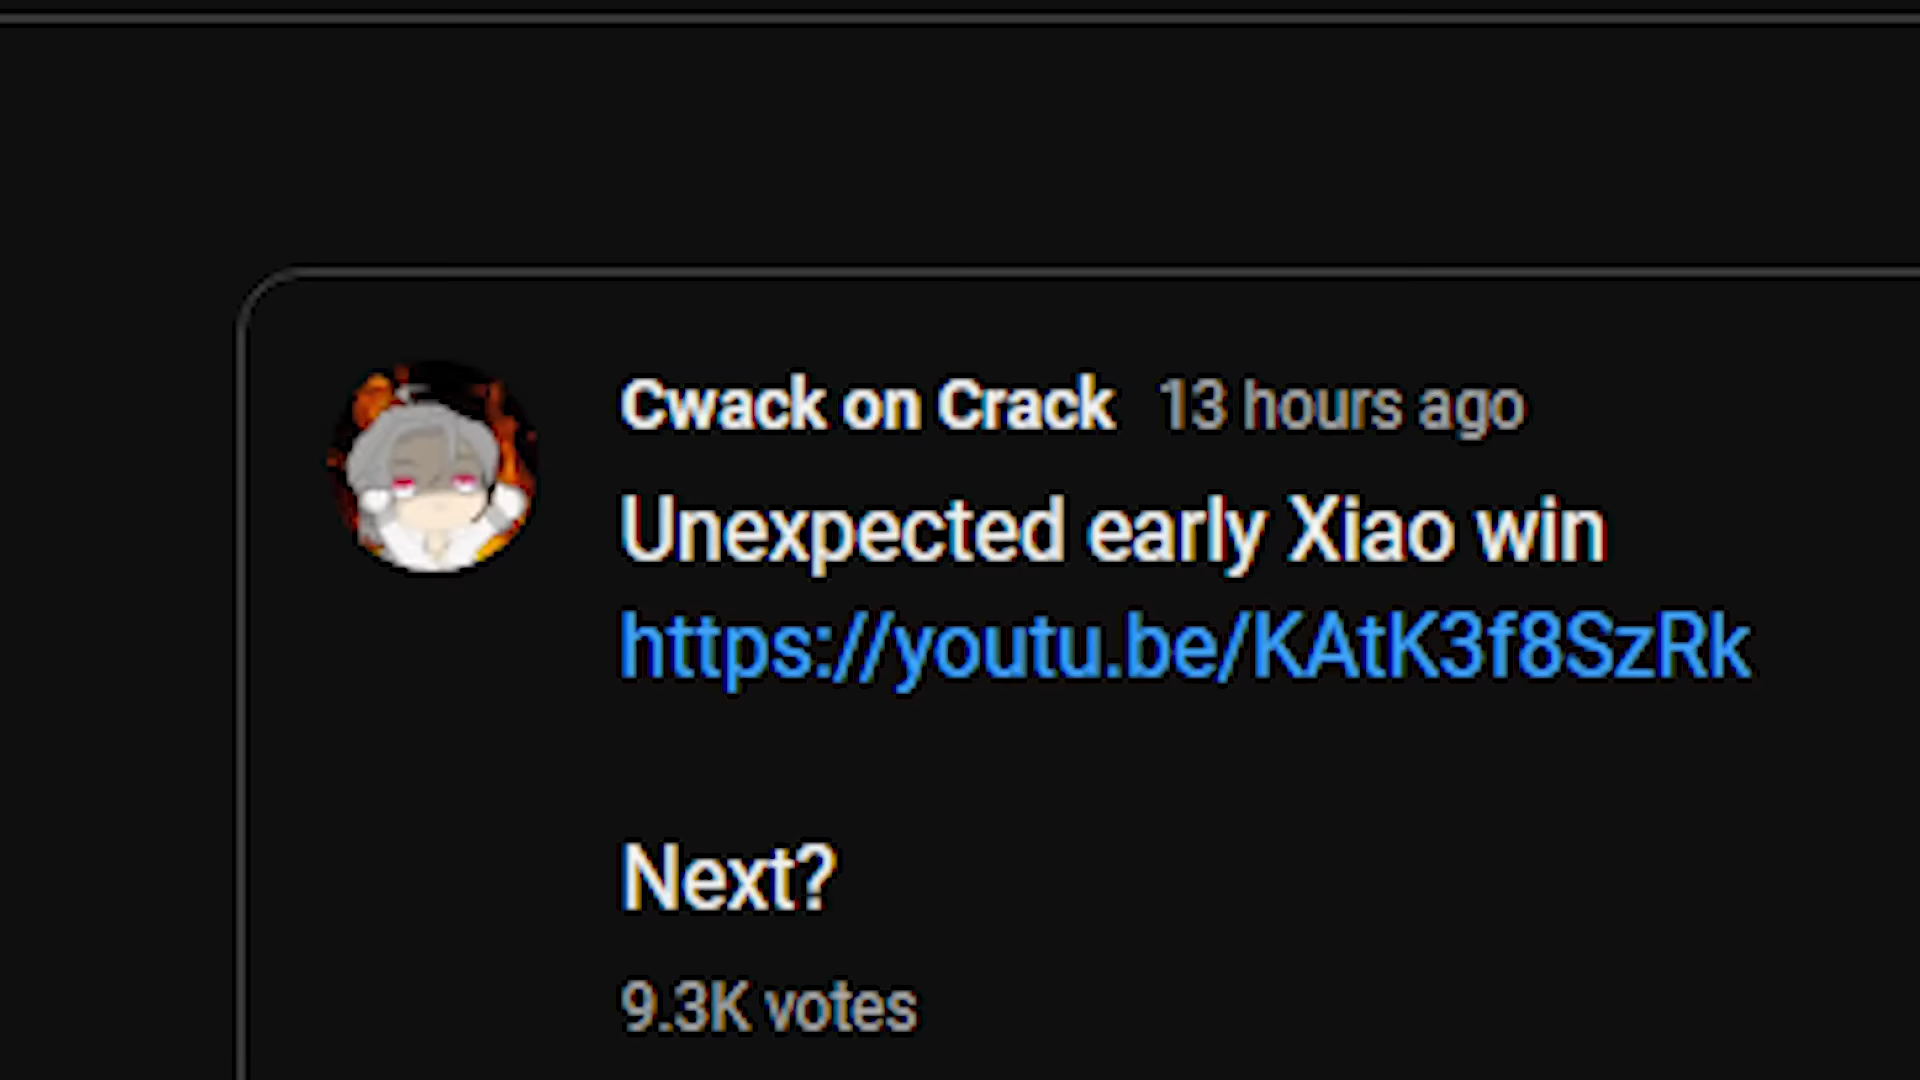 Cwack on Crack 13 hours ago
Unexpected early Xiao win
https://youtu.be/KAtK3f8SzRk
Next?
9.3K votes